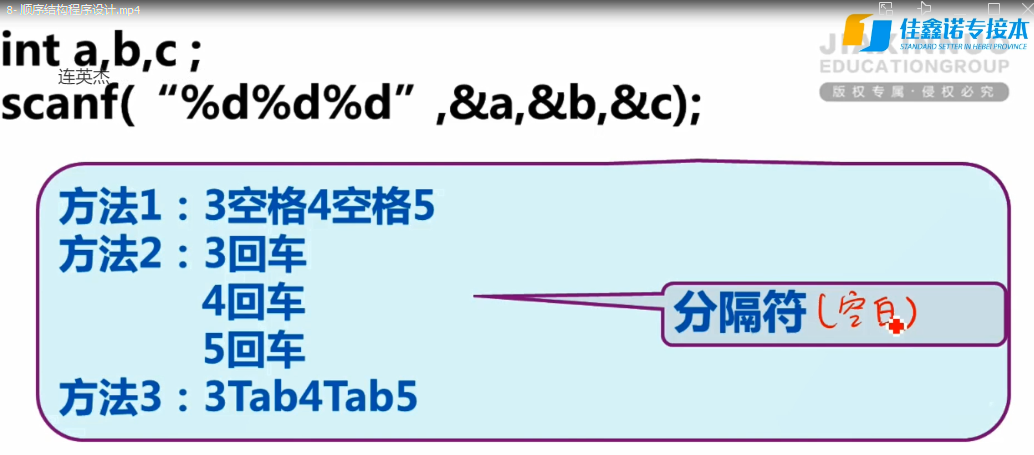 8- 顺序结构程序设计.mp4
佳鑫诺专接本
STANDARD SETTER IN HEBEI PROVINCE
JIAXINNUO
EDUCATIONGROUP
版权专属·侵权必究
int a,b,c ;
连英杰
scanf(“%d%d%d”,&a,&b,&c);
方法1：3空格4空格5
方法2：3回车
4回车
5回车
方法3：3Tab4Tab5
分隔符(空白)